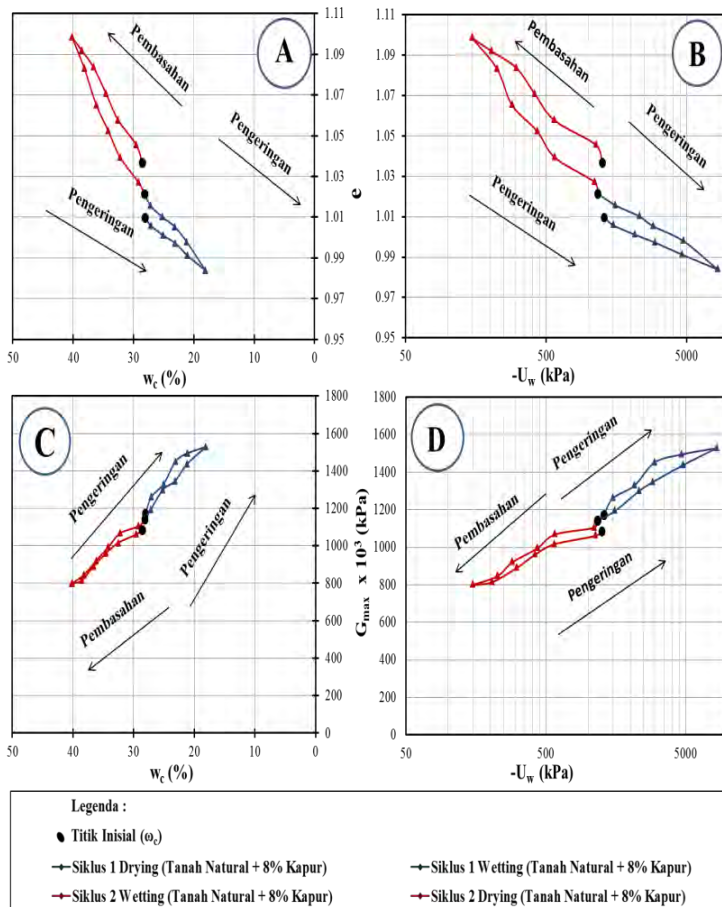 1.11
1.09
1.07
1.05
1.03
1.01
0.99
0.97
0.95
e
A
Pembasahan
Pengeringan
Pengeringan
50
40
30
20
10
0
w_c (%)
1.11
1.09
1.07
1.05
1.03
1.01
0.99
0.97
0.95
B
Pembasahan
Pengeringan
Pengeringan
50
500
5000
-U_w (kPa)
1800
1600
1400
1200
1000
800
600
400
200
0
G_max x 10³ (kPa)
C
Pengeringan
Pengeringan
Pembasahan
50
40
30
20
10
0
w_c (%)
1800
1600
1400
1200
1000
800
600
400
200
0
D
Pengeringan
Pembasahan
Pengeringan
50
500
5000
-U_w (kPa)
Legenda :
Titik Inisial (ω_c)
Siklus 1 Drying (Tanah Natural + 8% Kapur)
Siklus 1 Wetting (Tanah Natural + 8% Kapur)
Siklus 2 Wetting (Tanah Natural + 8% Kapur)
Siklus 2 Drying (Tanah Natural + 8% Kapur)